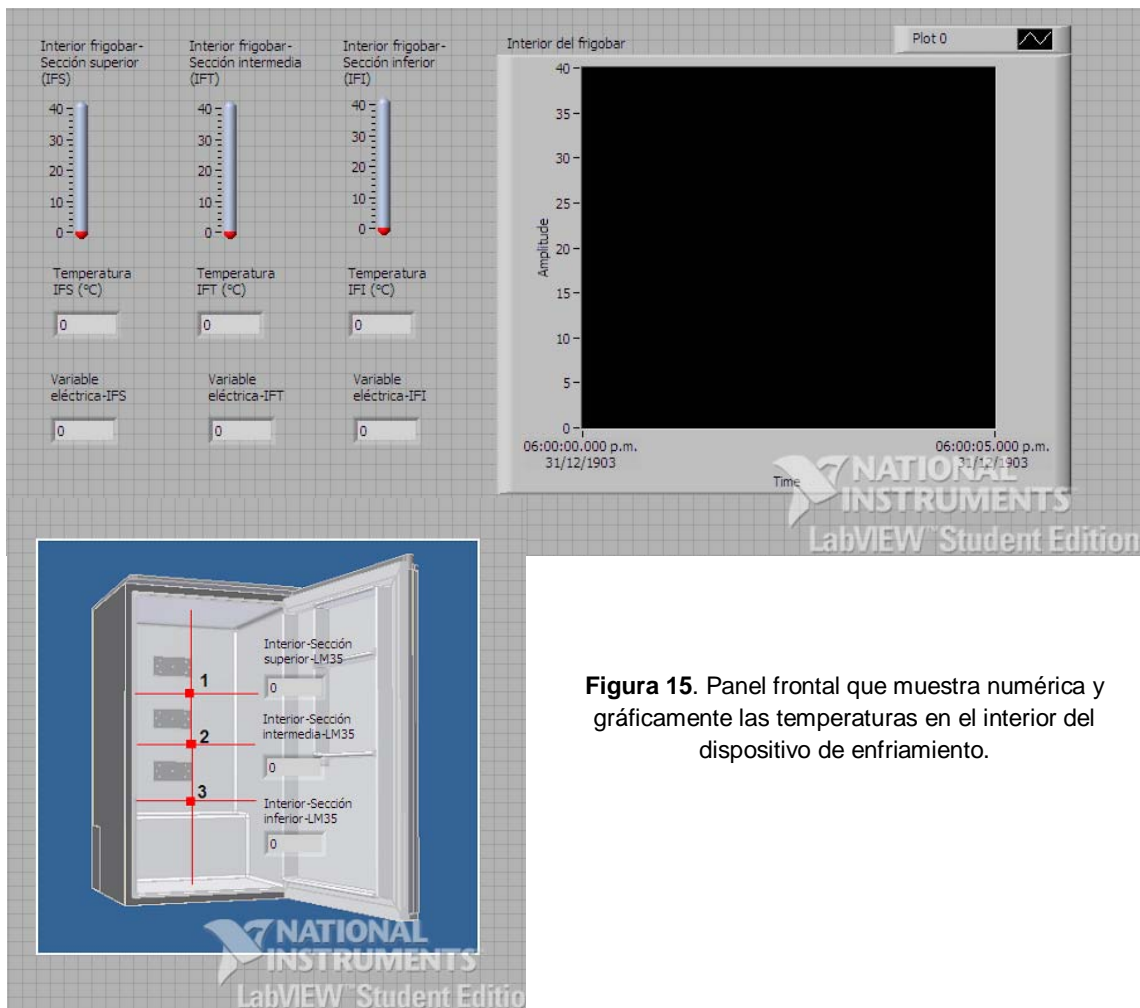 Interior frigobar-
Sección superior
(IFS)
40
30
20
10
0
Temperatura
IFS (°C)
0
Variable
eléctrica-IFS
0
Interior frigobar-
Sección intermedia
(IFT)
40
30
20
10
0
Temperatura
IFT (°C)
0
Variable
eléctrica-IFT
0
Interior frigobar-
Sección inferior
(IFI)
40
30
20
10
0
Temperatura
IFI (°C)
0
Variable
eléctrica-IFI
0
Interior del frigobar
Plot 0
Amplitude
40
35
30
25
20
15
10
5
0
06:00:00.000 p.m.
31/12/1903
06:00:05.000 p.m.
31/12/1903
Time
NATIONAL
INSTRUMENTS
LabVIEW™ Student Edition
1
Interior-Sección
superior-LM35
0
2
Interior-Sección
intermedia-LM35
0
3
Interior-Sección
inferior-LM35
0
NATIONAL
INSTRUMENTS
LabVIEW™ Student Editio
Figura 15. Panel frontal que muestra numérica y
gráficamente las temperaturas en el interior del
dispositivo de enfriamiento.